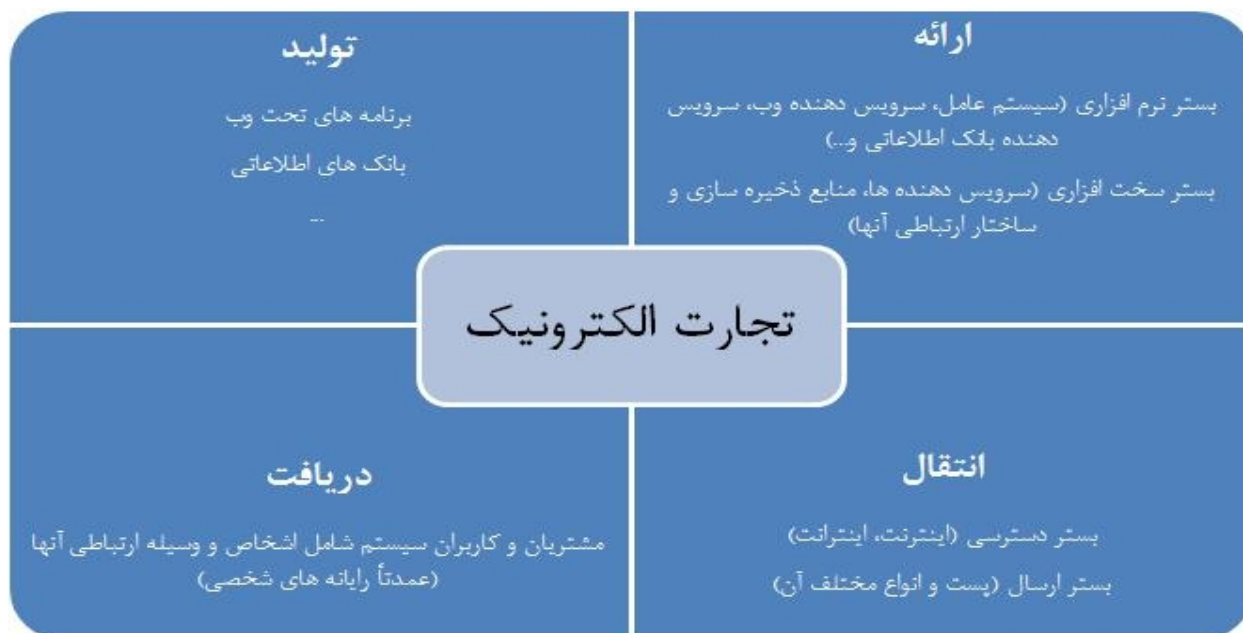 ارائه
بستر نرم افزاری (سیستم عامل، سرویس دهنده وب، سرویس
دهنده بانک اطلاعاتی و...)
بستر سخت افزاری (سرویس دهنده ها، منابع ذخیره سازی و
ساختار ارتباطی آنها)
تولید
برنامه های تحت وب
بانک های اطلاعاتی
...
تجارت الکترونیک
انتقال
بستر دسترسی (اینترنت، اینترانت)
بستر ارسال (پست و انواع مختلف آن)
دریافت
مشتریان و کاربران سیستم شامل اشخاص و وسیله ارتباطی آنها
(عمدتأ رایانه های شخصی)